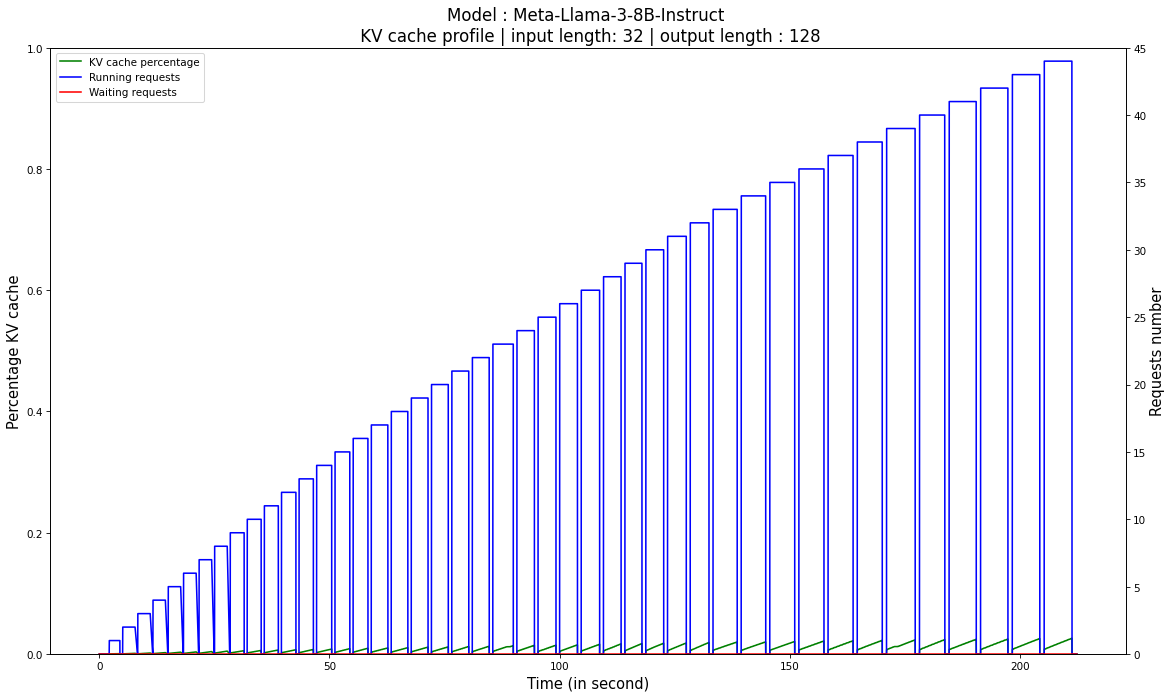 Model : Meta-Llama-3-8B-Instruct
KV cache profile | input length: 32 | output length : 128
KV cache percentage
Running requests
Waiting requests
Percentage KV cache
1.0
0.8
0.6
0.4
0.2
0.0
0
50
100
150
200
Time (in second)
45
40
35
30
25
20
15
10
5
0
Requests number